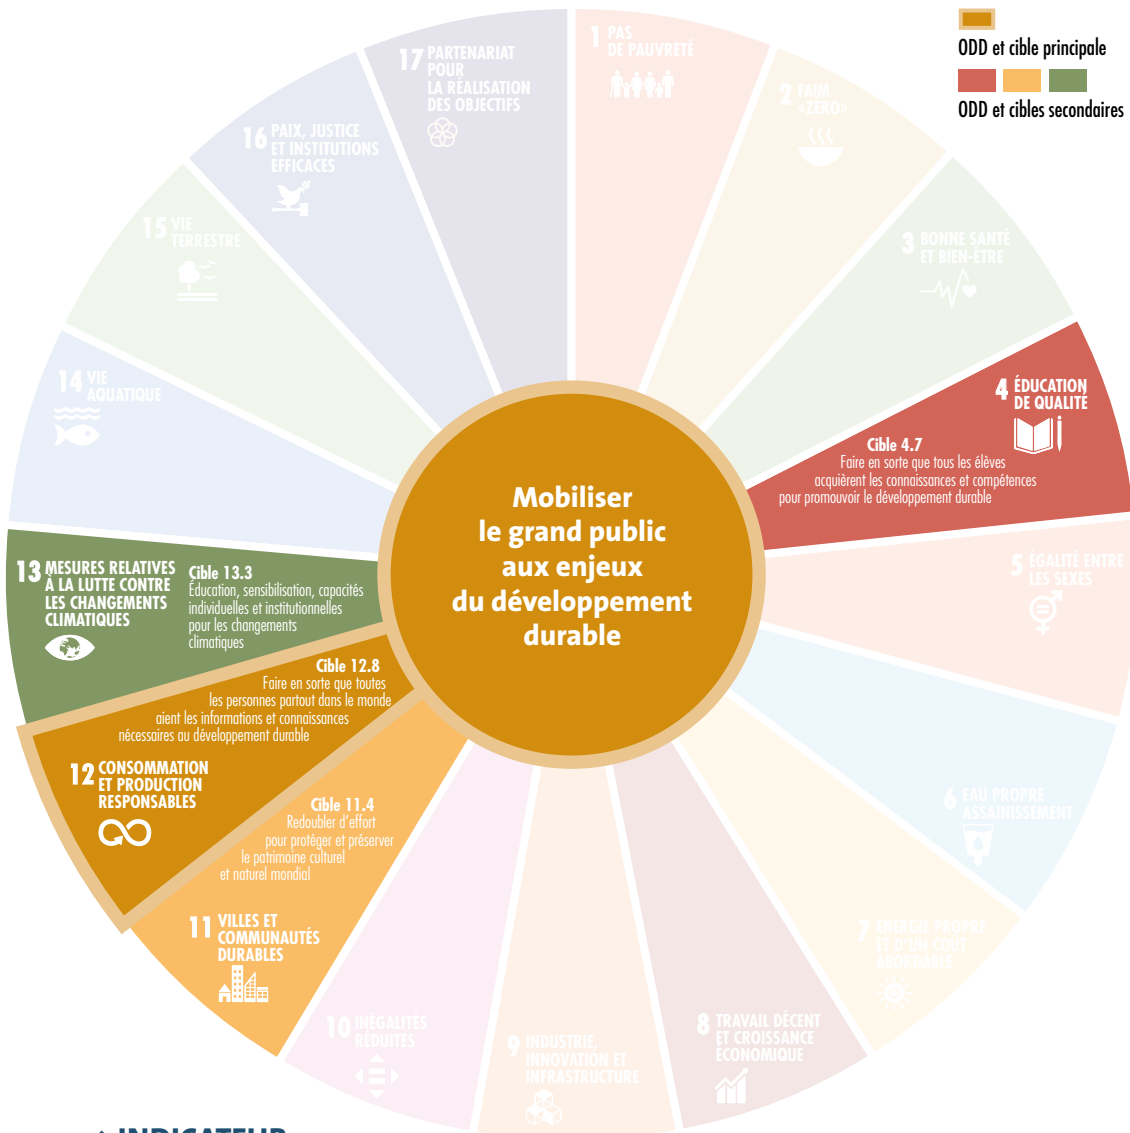 ODD et cible principale
ODD et cibles secondaires
1 PAS
DE PAUVRETÉ
2 FAIM
«ZÉRO»
3 BONNE SANTÉ
ET BIEN-ÊTRE
4 ÉDUCATION
DE QUALITÉ
Cible 4.7
Faire en sorte que tous les élèves
acquièrent les connaissances et compétences
pour promouvoir le développement durable
5 ÉGALITÉ ENTRE
LES SEXES
6 EAU PROPRE
ASSAINISSEMENT
7 ÉNERGIE PROPRE
ET D'UN COÛT
ABORDABLE
8 TRAVAIL DÉCENT
ET CROISSANCE
ÉCONOMIQUE
9 INDUSTRIE,
INNOVATION ET
INFRASTRUCTURE
10 INÉGALITÉS
RÉDUITES
Cible 11.4
Redoubler d'effort
pour protéger et préserver
le patrimoine culturel
et naturel mondial
11 VILLES ET
COMMUNAUTÉS
DURABLES
Cible 12.8
Faire en sorte que toutes
les personnes partout dans le monde
aient les informations et connaissances
nécessaires au développement durable
12 CONSOMMATION
ET PRODUCTION
RESPONSABLES
13 MESURES RELATIVES
À LA LUTTE CONTRE
LES CHANGEMENTS
CLIMATIQUES
Cible 13.3
Éducation, sensibilisation, capacités
individuelles et institutionnelles
pour les changements
climatiques
14 VIE
AQUATIQUE
15 VIE
TERRESTRE
16 PAIX, JUSTICE
ET INSTITUTIONS
EFFICACES
17 PARTENARIAT
POUR
LA RÉALISATION
DES OBJECTIFS
Mobiliser
le grand public
aux enjeux
du développement
durable
INDICATEUR